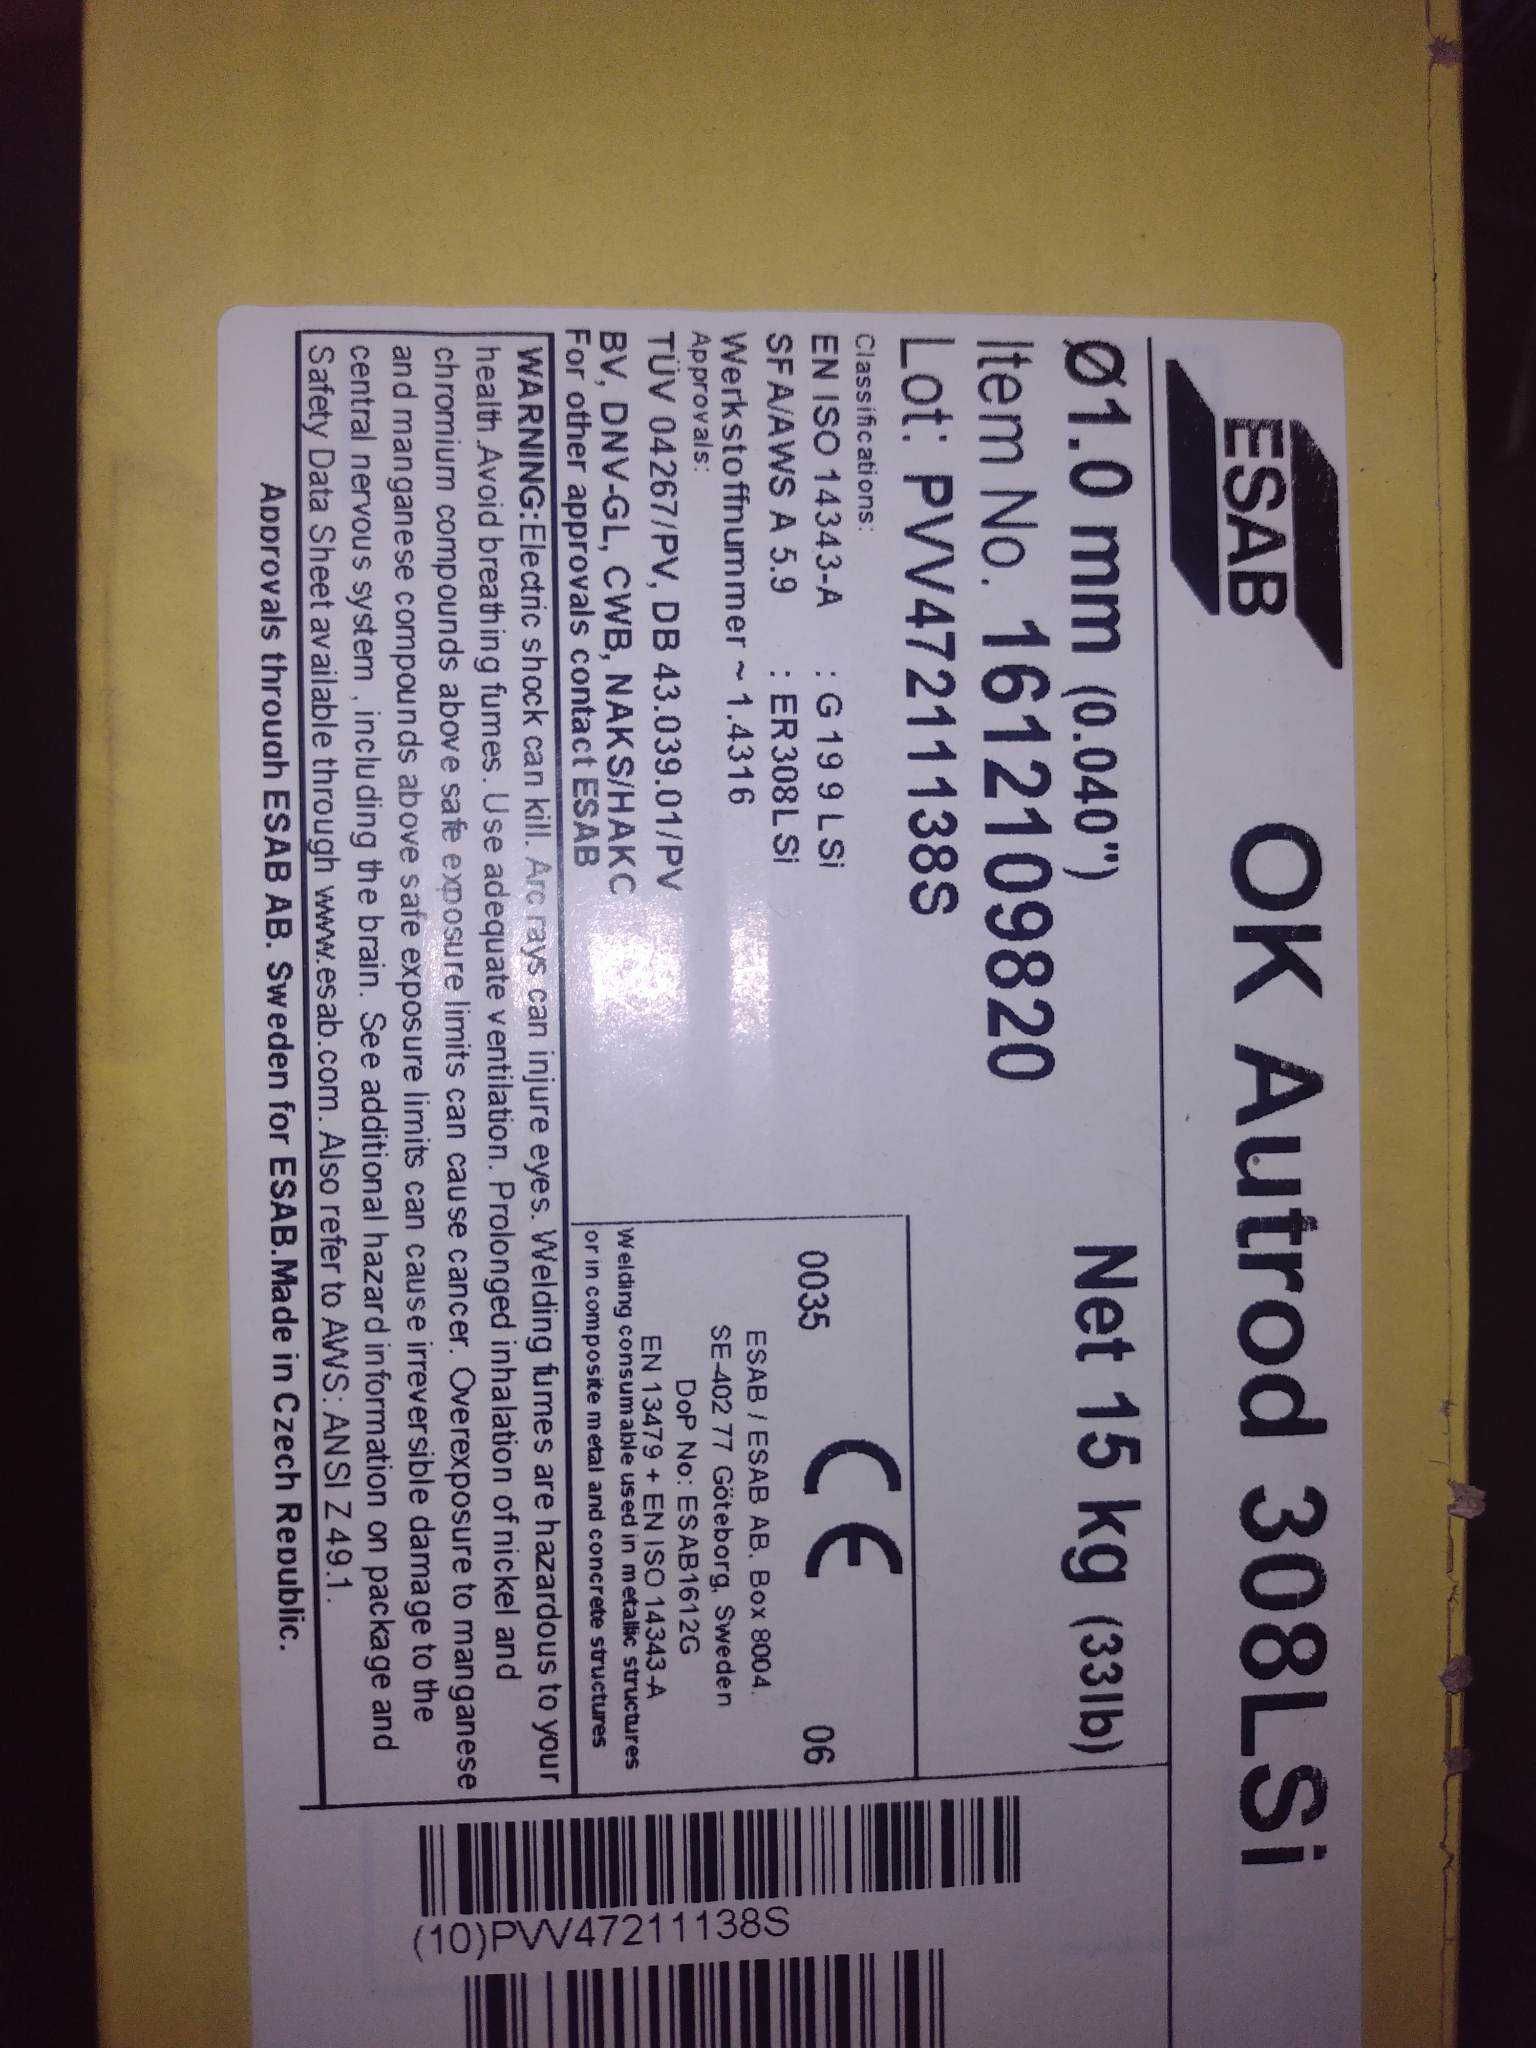 ESAB
OK Autrod 308LSi
Ø1.0 mm (0.040") Net 15 kg (33lb)
Item No. 1612109820
Lot: PVV47211138S
Classifications:
EN ISO 14343-A : G 19 9 L Si
SFA/AWS A 5.9 : ER308LSi
Werkstoffnummer ~ 1.4316
Approvals:
TÜV 04267/PV, DB 43.039.01/PV
BV, DNV-GL, CWB, NAKS/HAKC
For other approvals contact ESAB
CE
0035 06
ESAB / ESAB AB. Box 8004.
SE-402 77 Göteborg, Sweden
DoP No: ESAB1612G
EN 13479 + EN ISO 14343-A
Welding consumable used in metallic structures
or in composite metal and concrete structures
WARNING:Electric shock can kill. Arc rays can injure eyes. Welding fumes are hazardous to your
health.Avoid breathing fumes. Use adequate ventilation. Prolonged inhalation of nickel and
chromium compounds above safe exposure limits can cause cancer. Overexposure to manganese
and manganese compounds above safe exposure limits can cause irreversible damage to the
central nervous system , including the brain. See additional hazard information on package and
Safety Data Sheet available through www.esab.com. Also refer to AWS: ANSI Z 49.1.
Approvals through ESAB AB. Sweden for ESAB.Made in Czech Republic.
(10)PVV47211138S